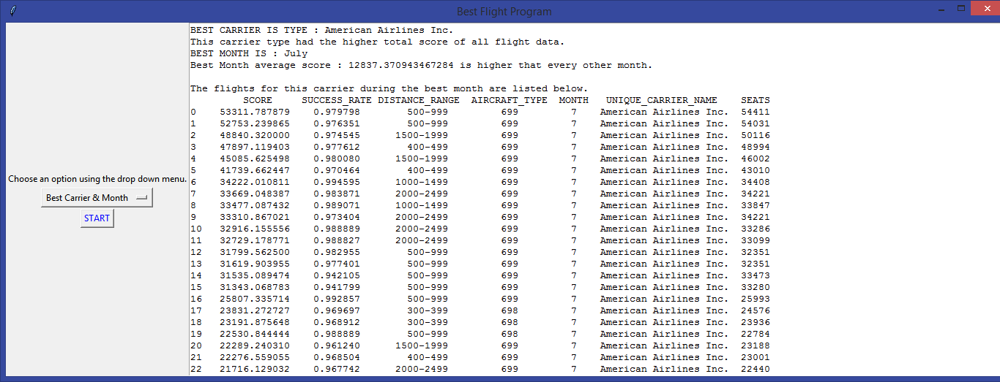 Best Flight Program
BEST CARRIER IS TYPE : American Airlines Inc.
This carrier type had the higher total score of all flight data.
BEST MONTH IS : July
Best Month average score : 12837.370943467284 is higher that every other month.
The flights for this carrier during the best month are listed below.
SCORE SUCCESS_RATE DISTANCE_RANGE AIRCRAFT_TYPE MONTH UNIQUE_CARRIER_NAME SEATS
0 53311.787879 0.979798 500-999 699 7 American Airlines Inc. 54411
1 52753.239865 0.976351 500-999 699 7 American Airlines Inc. 54031
2 48840.320000 0.974545 1500-1999 699 7 American Airlines Inc. 50116
3 47897.119403 0.977612 400-499 699 7 American Airlines Inc. 48994
4 45085.625498 0.980080 1500-1999 699 7 American Airlines Inc. 46002
5 41739.662447 0.970464 400-499 699 7 American Airlines Inc. 43010
6 34222.010811 0.994595 1000-1499 699 7 American Airlines Inc. 34408
7 33669.048387 0.983871 2000-2499 699 7 American Airlines Inc. 34221
8 33477.087432 0.989071 1000-1499 699 7 American Airlines Inc. 33847
9 33310.867021 0.973404 2000-2499 699 7 American Airlines Inc. 34221
10 32916.155556 0.988889 2000-2499 699 7 American Airlines Inc. 33286
11 32729.178771 0.988827 2000-2499 699 7 American Airlines Inc. 33099
12 31799.562500 0.982955 500-999 699 7 American Airlines Inc. 32351
13 31619.903955 0.977401 500-999 699 7 American Airlines Inc. 32351
14 31535.089474 0.942105 500-999 699 7 American Airlines Inc. 33473
15 31343.068783 0.941799 500-999 699 7 American Airlines Inc. 33280
16 25807.335714 0.992857 500-999 699 7 American Airlines Inc. 25993
17 23831.272727 0.969697 300-399 698 7 American Airlines Inc. 24576
18 23191.875648 0.968912 300-399 698 7 American Airlines Inc. 23936
19 22530.844444 0.988889 500-999 698 7 American Airlines Inc. 22784
20 22289.240310 0.961240 1500-1999 699 7 American Airlines Inc. 23188
21 22276.559055 0.968504 400-499 699 7 American Airlines Inc. 23001
22 21716.129032 0.967742 2000-2499 699 7 American Airlines Inc. 22440
Choose an option using the drop down menu.
Best Carrier & Month
START